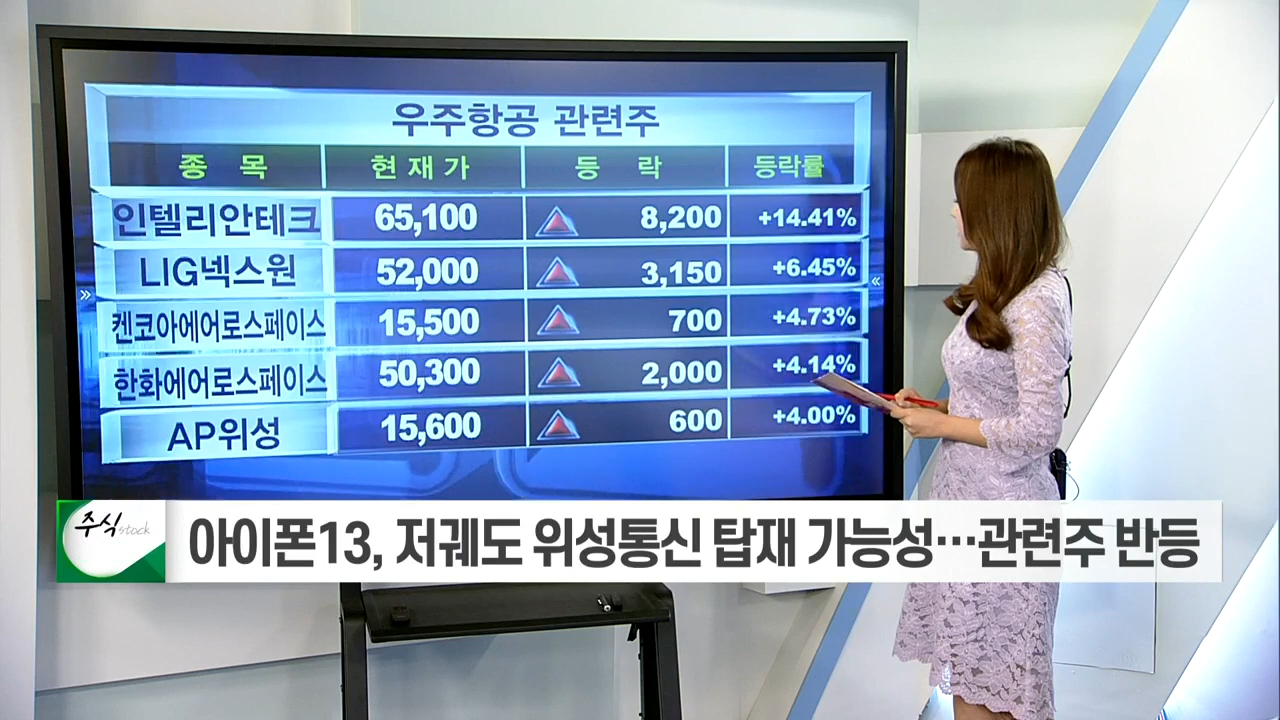 우주항공 관련주
종 목 현재가 등 락 등락률
인텔리안테크 65,100 ▲ 8,200 +14.41%
LIG넥스원 52,000 ▲ 3,150 +6.45%
켄코아에어로스페이스 15,500 ▲ 700 +4.73%
한화에어로스페이스 50,300 ▲ 2,000 +4.14%
AP위성 15,600 ▲ 600 +4.00%
주식 stock
아이폰13, 저궤도 위성통신 탑재 가능성…관련주 반등